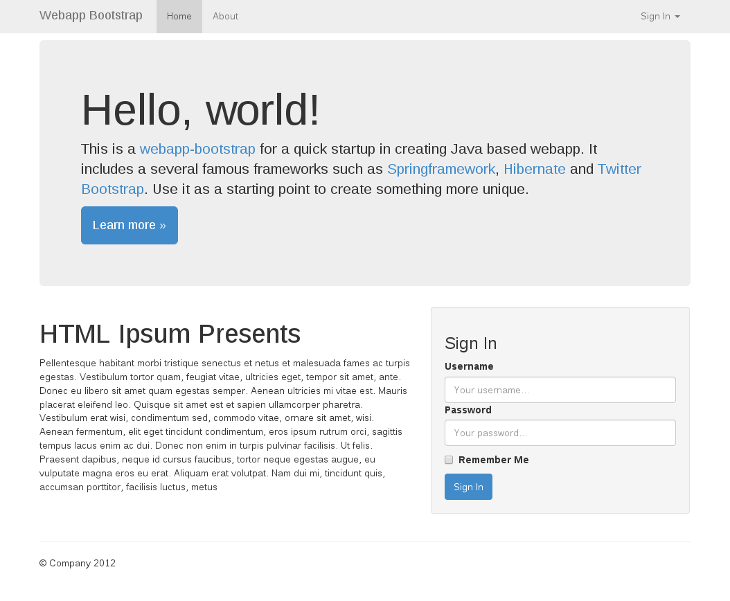 Webapp Bootstrap Home About Sign In
Hello, world!
This is a webapp-bootstrap for a quick startup in creating Java based webapp. It
includes a several famous frameworks such as Springframework, Hibernate and Twitter
Bootstrap. Use it as a starting point to create something more unique.
Learn more »
HTML Ipsum Presents
Pellentesque habitant morbi tristique senectus et netus et malesuada fames ac turpis
egestas. Vestibulum tortor quam, feugiat vitae, ultricies eget, tempor sit amet, ante.
Donec eu libero sit amet quam egestas semper. Aenean ultricies mi vitae est. Mauris
placerat eleifend leo. Quisque sit amet est et sapien ullamcorper pharetra.
Vestibulum erat wisi, condimentum sed, commodo vitae, ornare sit amet, wisi.
Aenean fermentum, elit eget tincidunt condimentum, eros ipsum rutrum orci, sagittis
tempus lacus enim ac dui. Donec non enim in turpis pulvinar facilisis. Ut felis.
Praesent dapibus, neque id cursus faucibus, tortor neque egestas augue, eu
vulputate magna eros eu erat. Aliquam erat volutpat. Nam dui mi, tincidunt quis,
accumsan porttitor, facilisis luctus, metus
Sign In
Username
Your username...
Password
Your password...
Remember Me
Sign In
© Company 2012